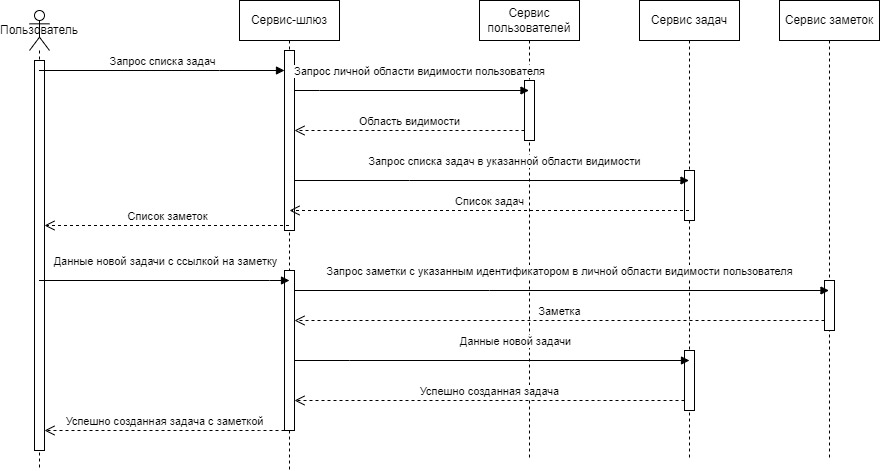 Пользователь
Сервис-шлюз
Сервис
пользователей
Сервис задач
Сервис заметок
Запрос списка задач
Запрос личной области видимости пользователя
Область видимости
Запрос списка задач в указанной области видимости
Список задач
Список заметок
Данные новой задачи с ссылкой на заметку
Запрос заметки с указанным идентификатором в личной области видимости пользователя
Заметка
Данные новой задачи
Успешно созданная задача
Успешно созданная задача с заметкой